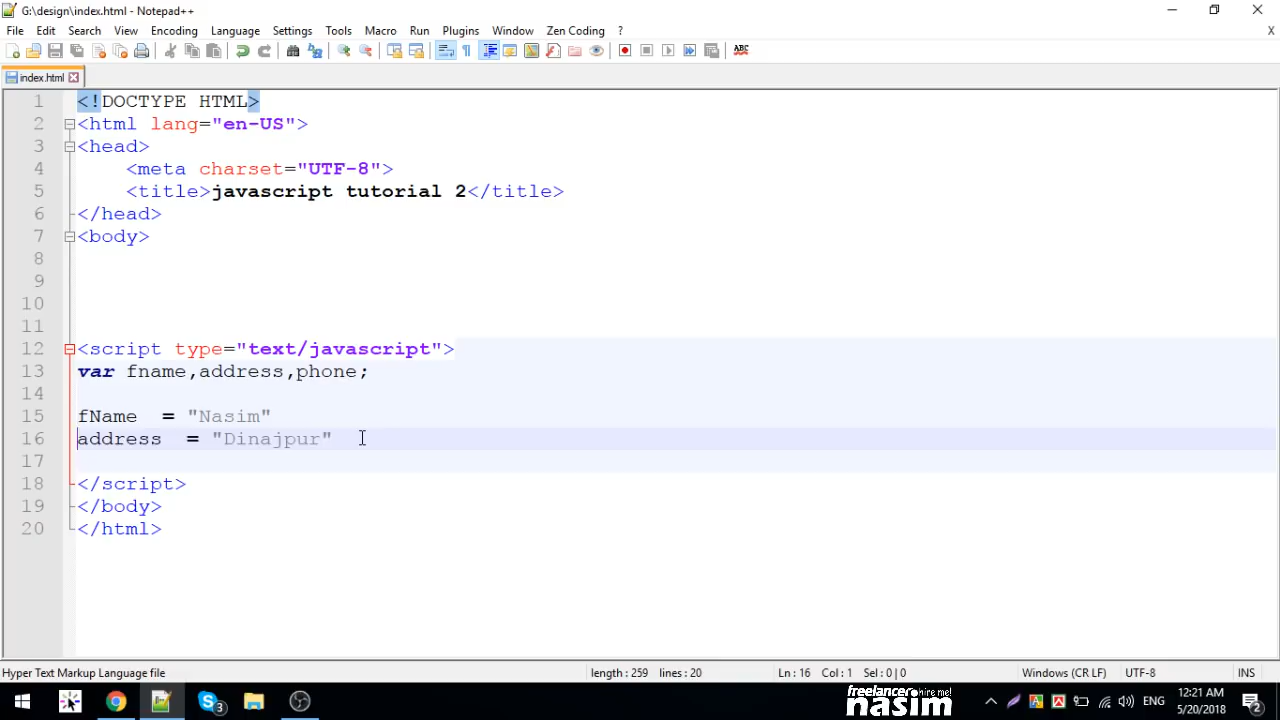 G:\design\index.html - Notepad++
File Edit Search View Encoding Language Settings Tools Macro Run Plugins Window Zen Coding ? X
ABC
index.html
1 <!DOCTYPE HTML>
2 <html lang="en-US">
3 <head>
4 <meta charset="UTF-8">
5 <title>javascript tutorial 2</title>
6 </head>
7 <body>
8
9
10
11
12 <script type="text/javascript">
13 var fname,address,phone;
14
15 fName = "Nasim"
16 address = "Dinajpur"
17
18 </script>
19 </body>
20 </html>
Hyper Text Markup Language file length : 259 lines : 20 Ln : 16 Col : 1 Sel : 0 | 0 Windows (CR LF) UTF-8 INS
3
freelancer hire me!
nasim
ENG
12:21 AM
5/20/2018
2